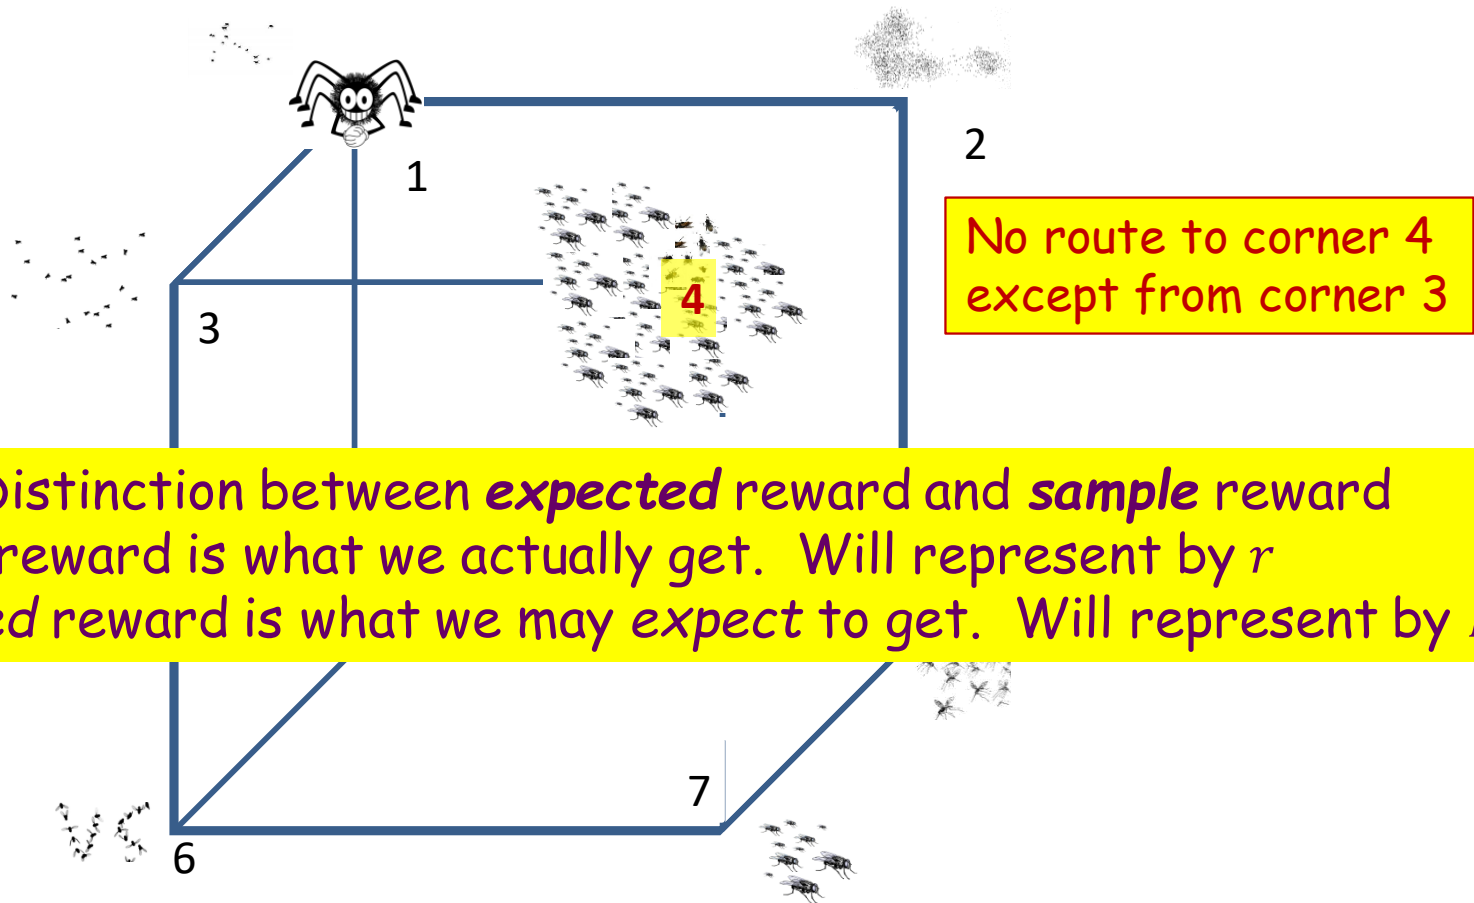 2
1
No route to corner 4
except from corner 3
4
3
Distinction between expected reward and sample reward
reward is what we actually get. Will represent by r
reward is what we may expect to get. Will represent by
7
6